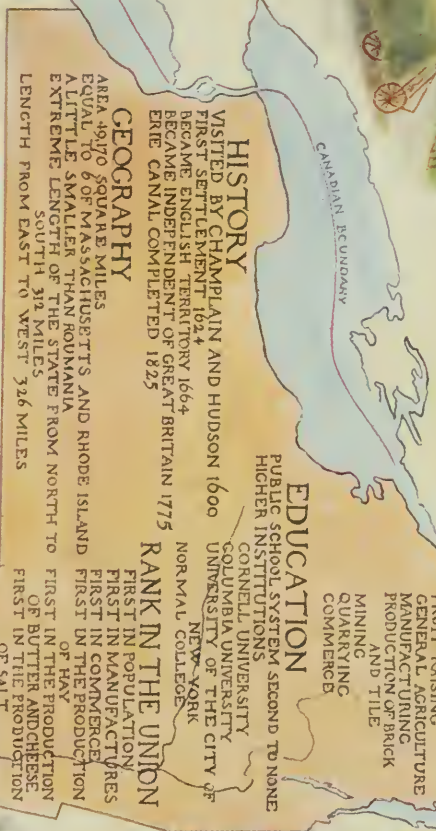 CANADIAN BOUNDARY
HISTORY
VISITED BY CHAMPLAIN AND HUDSON 1609
FIRST SETTLEMENT 1624
BECAME ENGLISH TERRITORY 1664
BECAME INDEPENDENT OF GREAT BRITAIN 1775
ERIE CANAL COMPLETED 1825
GEOGRAPHY
AREA 49170 SQUARE MILES
EQUAL TO 6 OF MASSACHUSETTS AND RHODE ISLAND
A LITTLE SMALLER THAN ROUMANIA
EXTREME LENGTH OF THE STATE FROM NORTH TO
SOUTH 312 MILES
LENGTH FROM EAST TO WEST 326 MILES
GENERAL AGRICULTURE
MANUFACTURING
PRODUCTION OF BRICK
AND TILE
MINING
QUARRYING
COMMERCE
EDUCATION
PUBLIC SCHOOL SYSTEM SECOND TO NONE
HIGHER INSTITUTIONS
CORNELL UNIVERSITY
COLUMBIA UNIVERSITY
UNIVERSITY OF THE CITY OF
NEW YORK
NORMAL COLLEGE
RANK IN THE UNION
FIRST IN POPULATION
FIRST IN MANUFACTURES
FIRST IN COMMERCE
FIRST IN THE PRODUCTION
OF HAY
FIRST IN THE PRODUCTION
OF BUTTER AND CHEESE
FIRST IN THE PRODUCTION
OF SALT